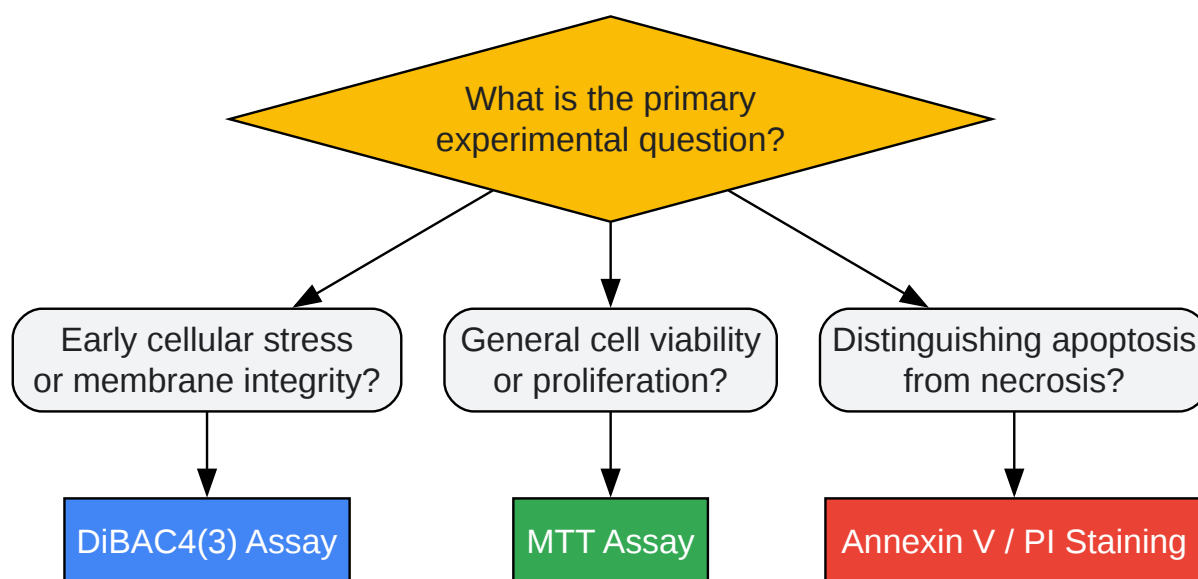 What is the primary
experimental question?
Early cellular stress
or membrane integrity?
General cell viability
or proliferation?
Distinguishing apoptosis
from necrosis?
DiBAC4(3) Assay
MTT Assay
Annexin V / PI Staining